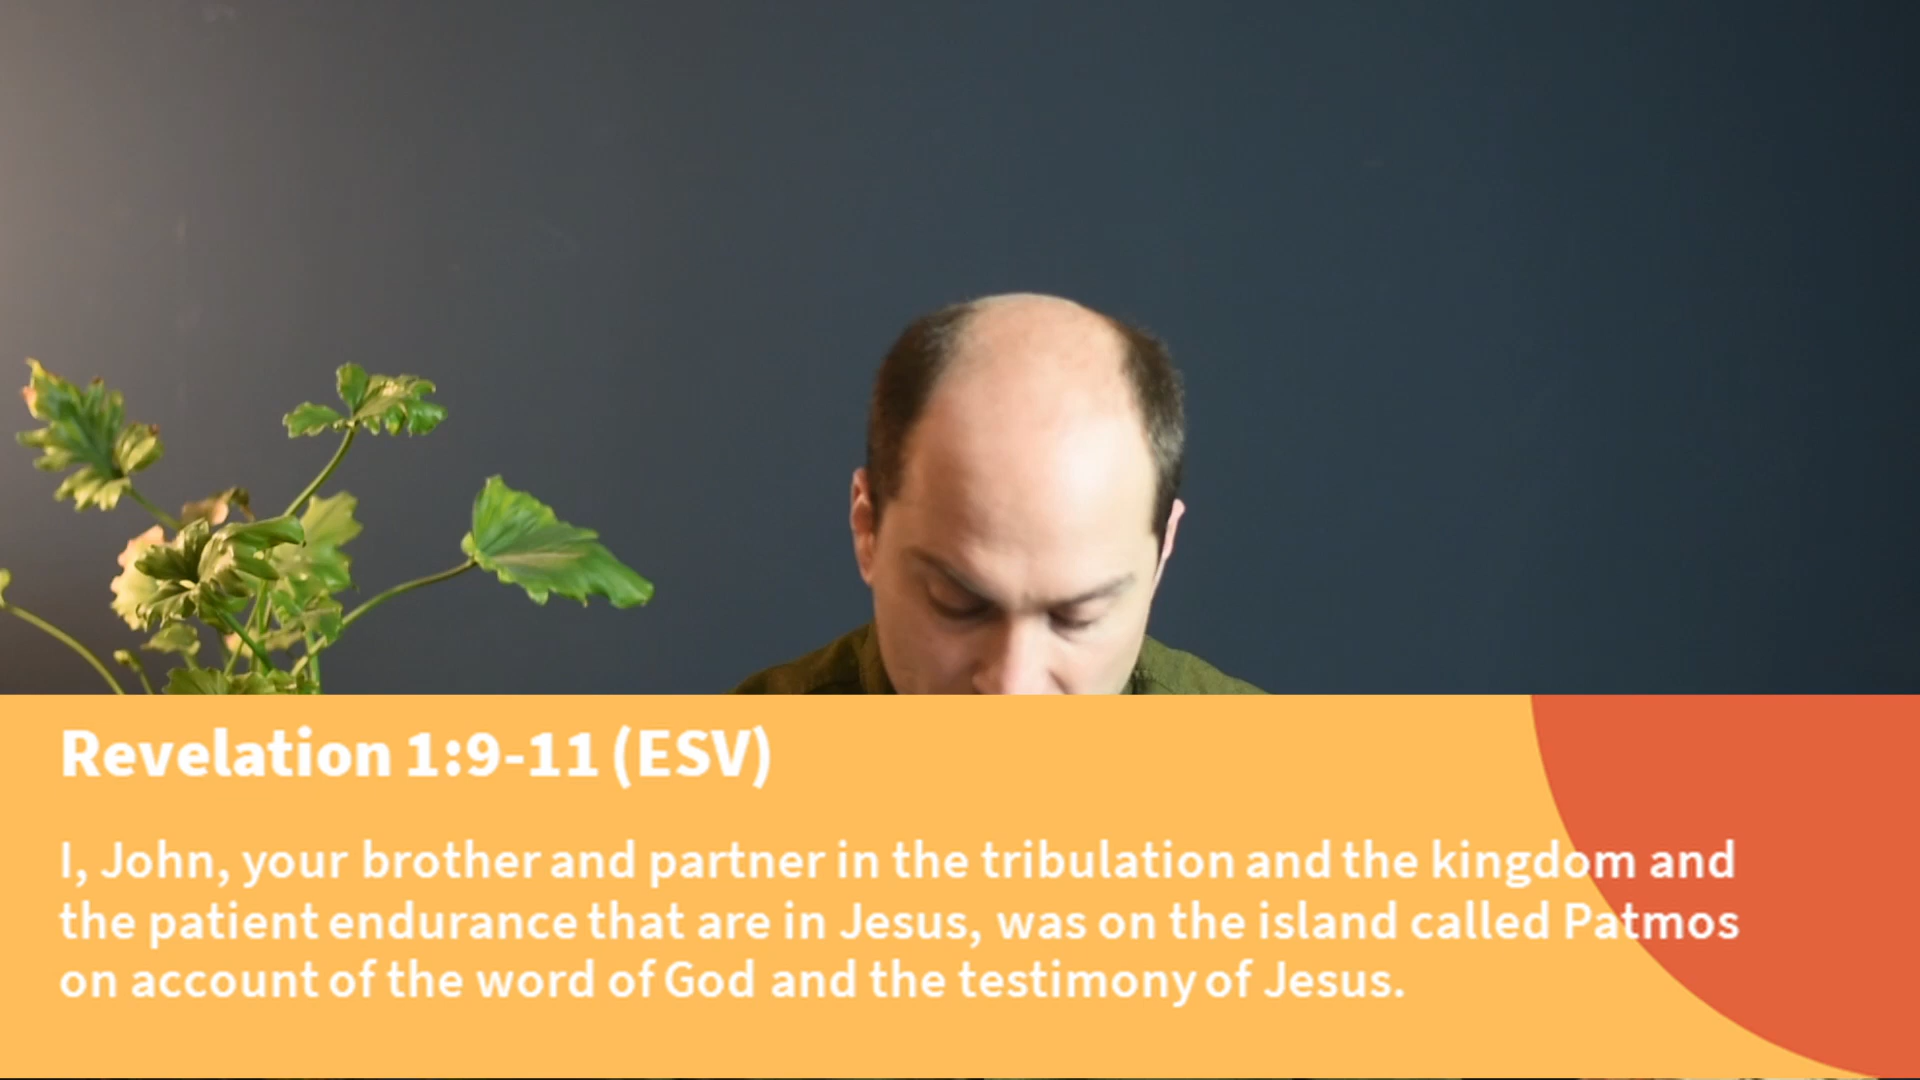 Revelation 1:9-11 (ESV)
I, John, your brother and partner in the tribulation and the kingdom and
the patient endurance that are in Jesus, was on the island called Patmos
on account of the word of God and the testimony of Jesus.